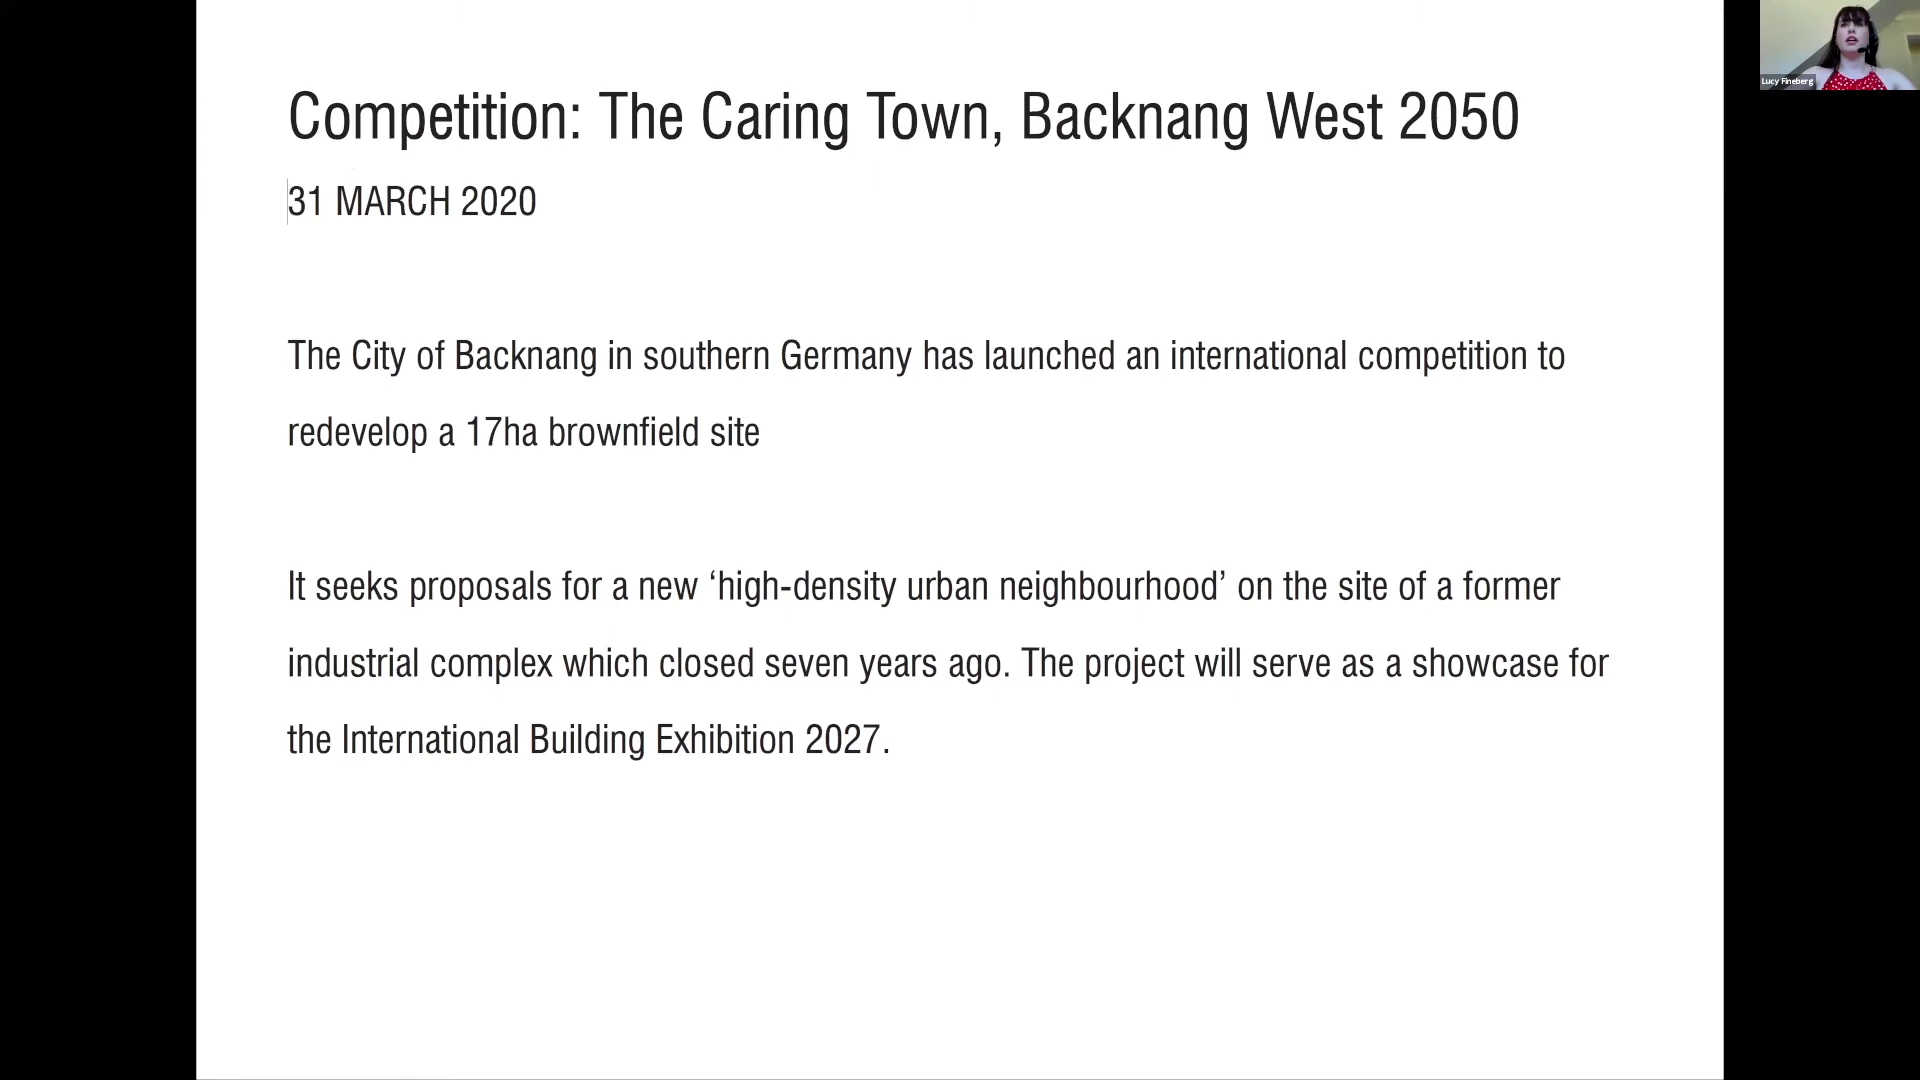 Competition: The Caring Town, Backnang West 2050
31 MARCH 2020
The City of Backnang in southern Germany has launched an international competition to
redevelop a 17ha brownfield site
It seeks proposals for a new ‘high-density urban neighbourhood’ on the site of a former
industrial complex which closed seven years ago. The project will serve as a showcase for
the International Building Exhibition 2027.
Lucy Fineberg